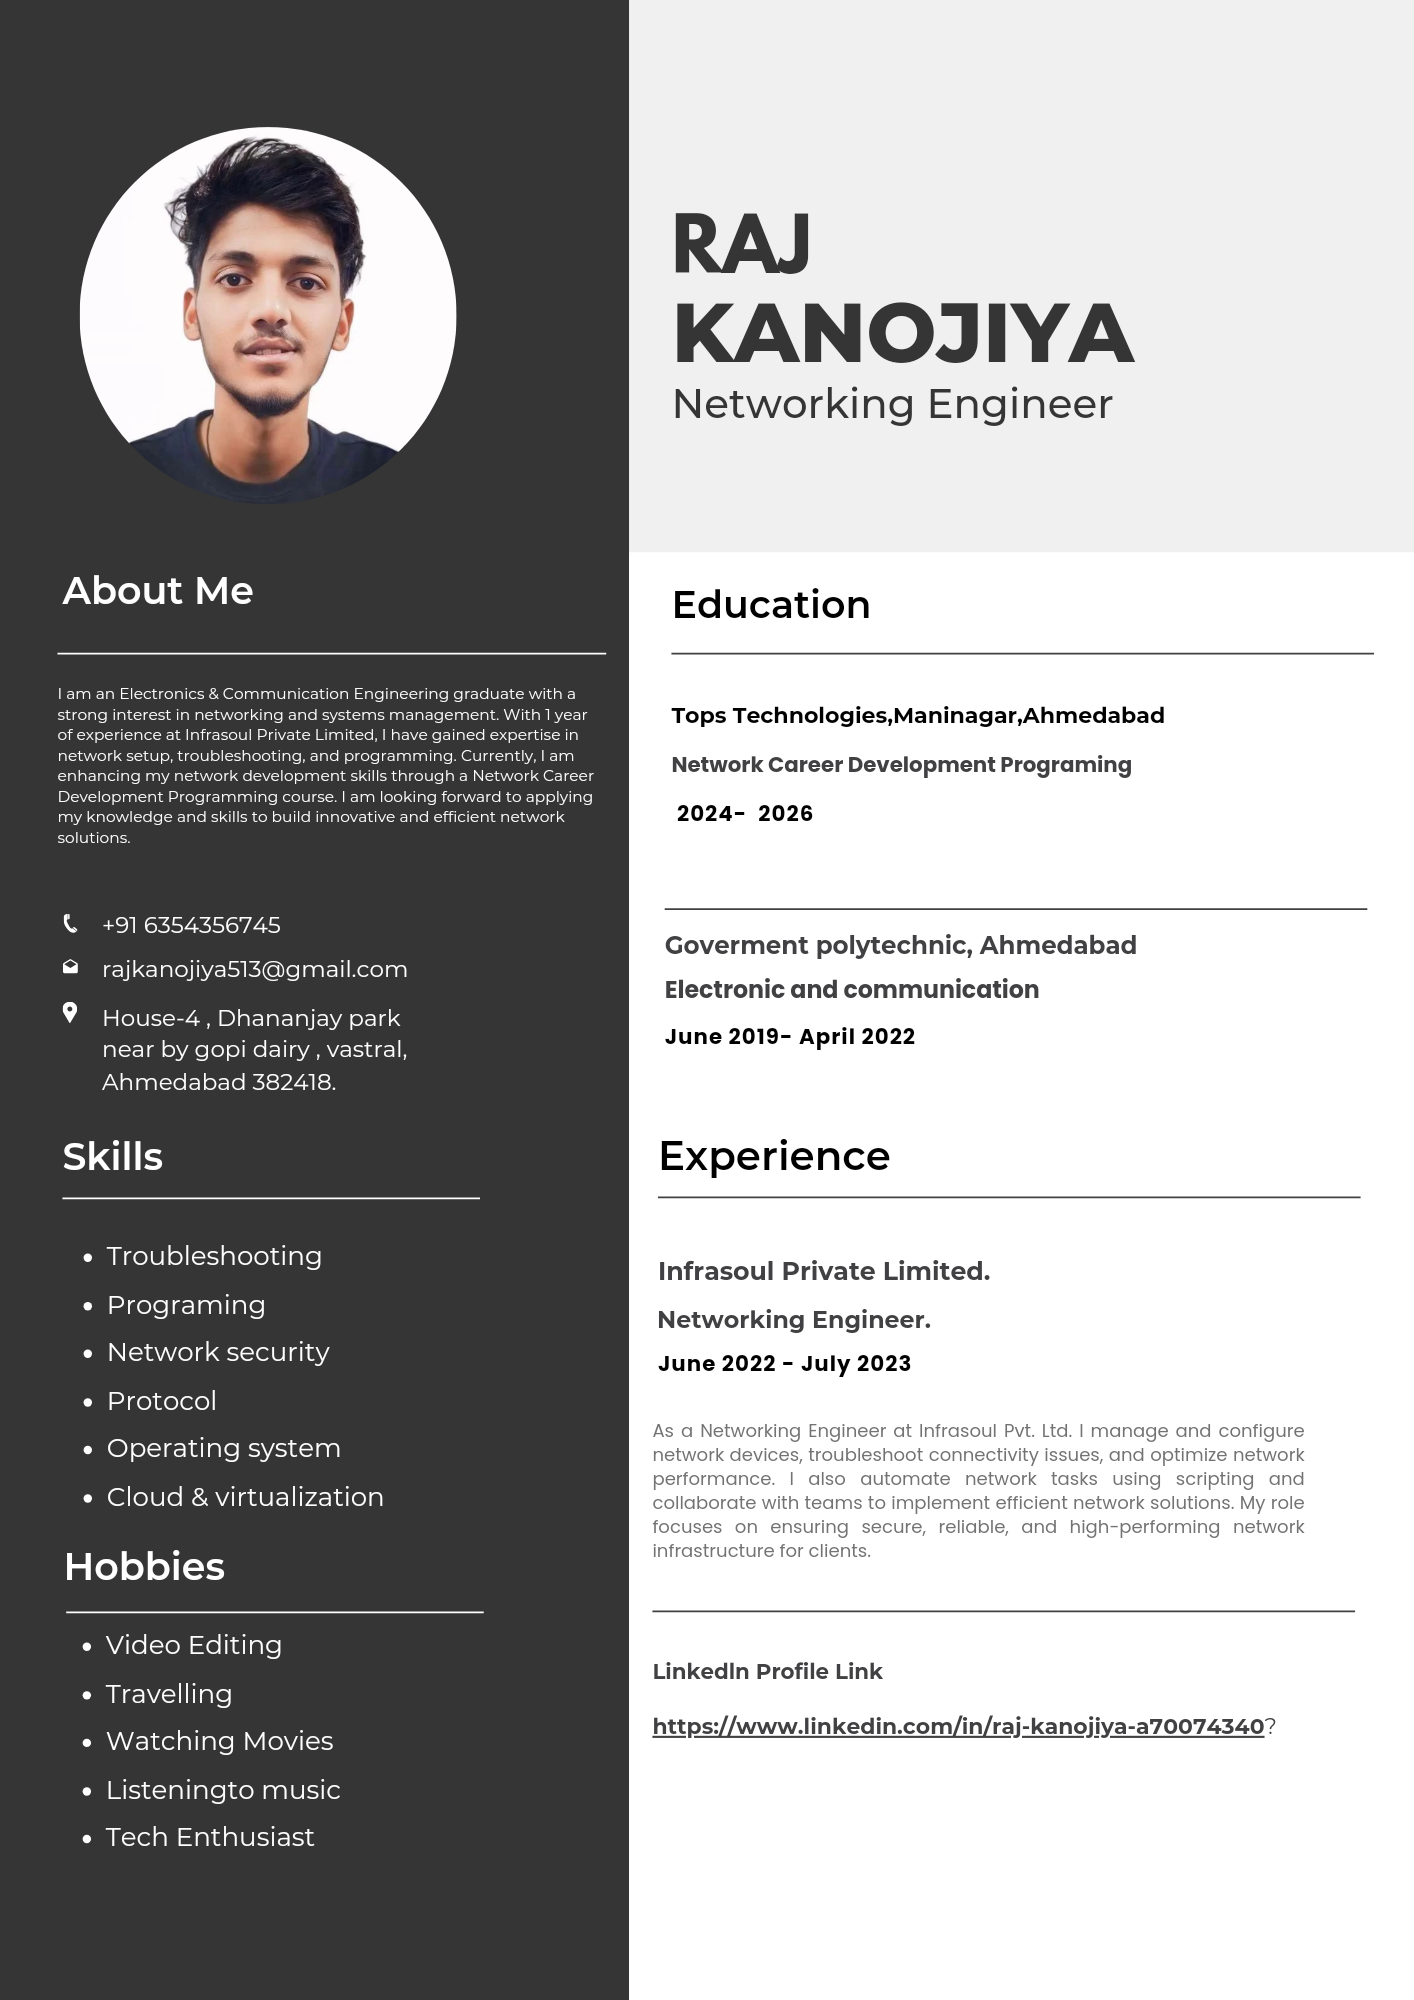 RAJ
KANOJIYA
Networking Engineer
About Me
I am an Electronics & Communication Engineering graduate with a
strong interest in networking and systems management. With 1 year
of experience at Infrasoul Private Limited, I have gained expertise in
network setup, troubleshooting, and programming. Currently, I am
enhancing my network development skills through a Network Career
Development Programming course. I am looking forward to applying
my knowledge and skills to build innovative and efficient network
solutions.
+91 6354356745
rajkanojiya513@gmail.com
House-4 , Dhananjay park
near by gopi dairy , vastral,
Ahmedabad 382418.
Skills
• Troubleshooting
• Programing
• Network security
• Protocol
• Operating system
• Cloud & virtualization
Hobbies
• Video Editing
• Travelling
• Watching Movies
• Listeningto music
• Tech Enthusiast
Education
Tops Technologies,Maninagar,Ahmedabad
Network Career Development Programing
2024- 2026
Goverment polytechnic, Ahmedabad
Electronic and communication
June 2019- April 2022
Experience
Infrasoul Private Limited.
Networking Engineer.
June 2022 - July 2023
As a Networking Engineer at Infrasoul Pvt. Ltd. I manage and configure
network devices, troubleshoot connectivity issues, and optimize network
performance. I also automate network tasks using scripting and
collaborate with teams to implement efficient network solutions. My role
focuses on ensuring secure, reliable, and high-performing network
infrastructure for clients.
Linkedln Profile Link
https://www.linkedin.com/in/raj-kanojiya-a70074340?